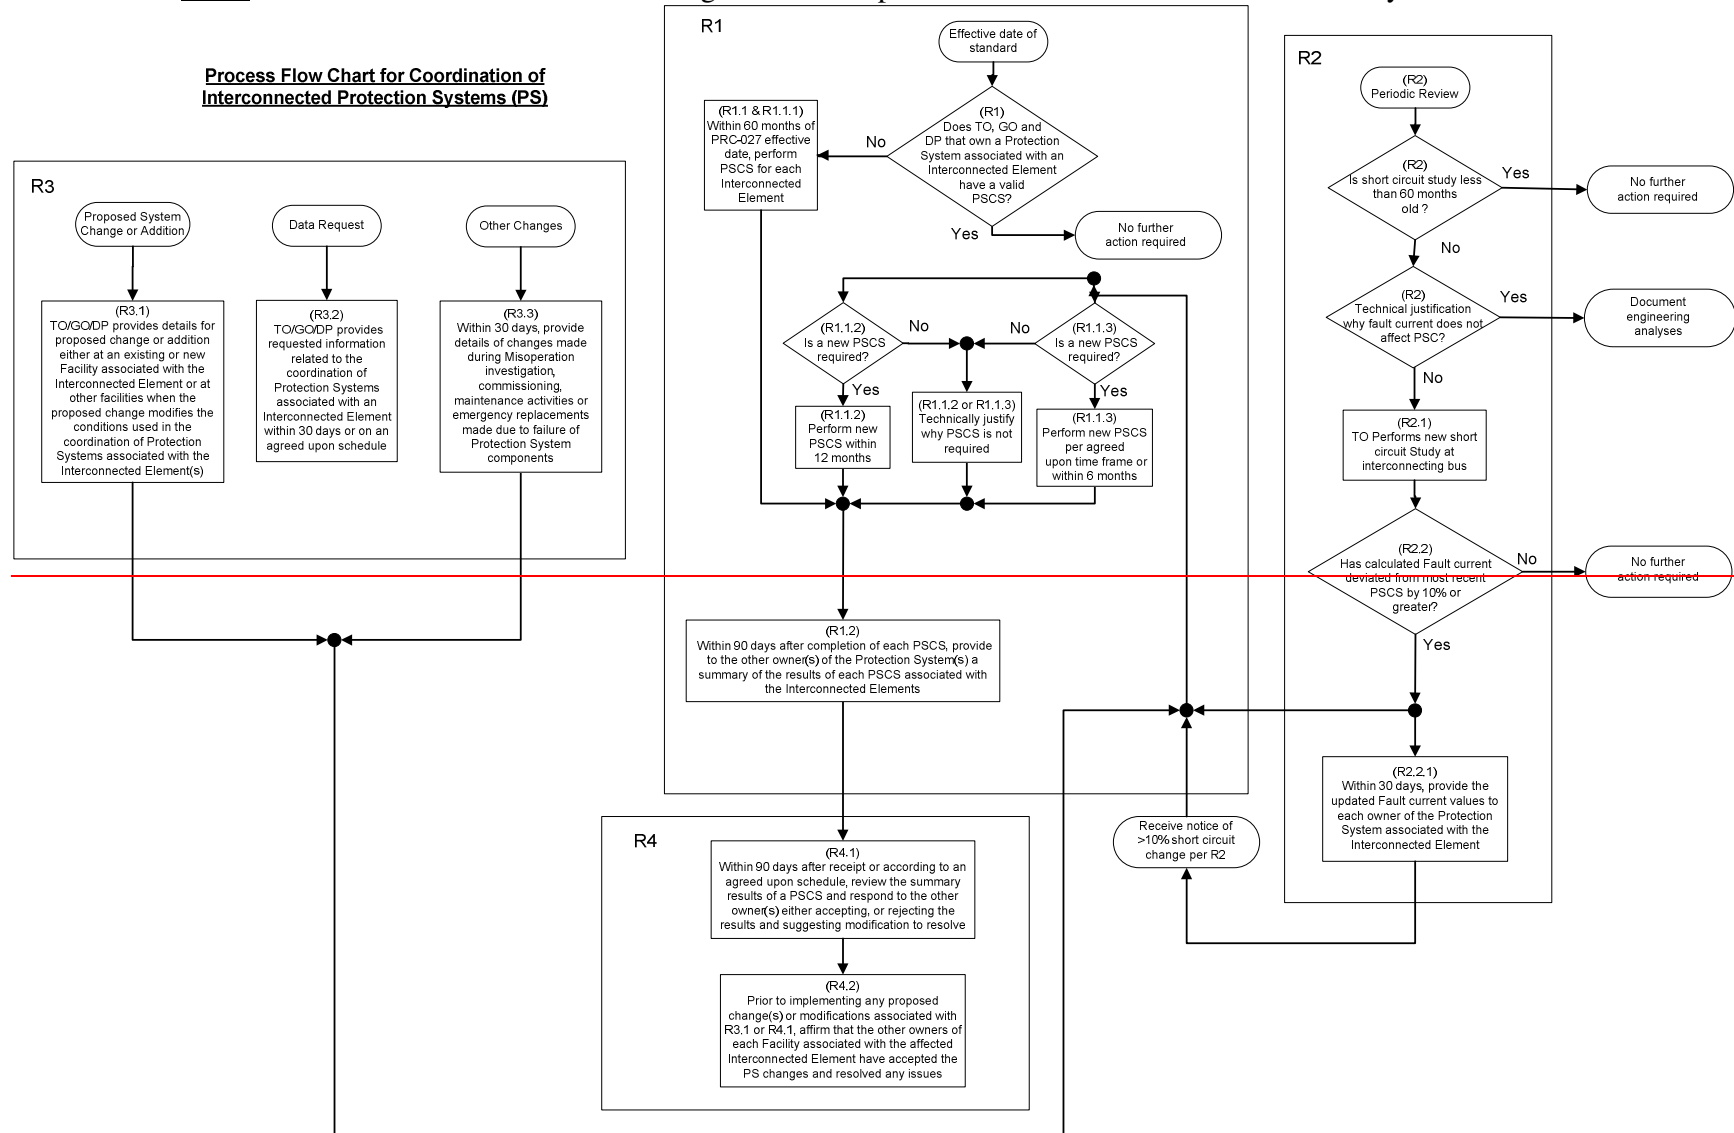 Process Flow Chart for Coordination of
Interconnected Protection Systems (PS)
R3
Proposed System
Change or Addition
Data Request
Other Changes
(R3.1)
TO/GO/DP provides details for
proposed change or addition
either at an existing or new
Facility associated with the
Interconnected Element or at
other facilities when the
proposed change modifies the
conditions used in the
coordination of Protection
Systems associated with the
Interconnected Element(s)
(R3.2)
TO/GO/DP provides
requested information
related to the
coordination of
Protection Systems
associated with an
Interconnected Element
within 30 days or on an
agreed upon schedule
(R3.3)
Within 30 days, provide
details of changes made
during Misoperation
investigation,
commissioning,
maintenance activities or
emergency replacements
made due to failure of
Protection System
components
R1
Effective date of
standard
(R1)
Does TO, GO and
DP that own a Protection
System associated with an
Interconnected Element
have a valid
PSCS?
No
(R1.1 & R1.1.1)
Within 60 months of
PRC-027 effective
date, perform
PSCS for each
Interconnected
Element
Yes
No further
action required
(R1.1.2)
Is a new PSCS
required?
No
No
(R1.1.3)
Is a new PSCS
required?
Yes
Yes
(R1.1.2)
Perform new
PSCS within
12 months
(R1.1.2 or R1.1.3)
Technically justify
why PSCS is not
required
(R1.1.3)
Perform new PSCS
per agreed
upon time frame or
within 6 months
(R1.2)
Within 90 days after completion of each PSCS, provide
to the other owner(s) of the Protection System(s) a
summary of the results of each PSCS associated with
the Interconnected Elements
R4
(R4.1)
Within 90 days after receipt or according to an
agreed upon schedule, review the summary
results of a PSCS and respond to the other
owner(s) either accepting, or rejecting the
results and suggesting modification to resolve
(R4.2)
Prior to implementing any proposed
change(s) or modifications associated with
R3.1 or R4.1, affirm that the other owners of
each Facility associated with the affected
Interconnected Element have accepted the
PS changes and resolved any issues
Receive notice of
>10% short circuit
change per R2
R2
(R2)
Periodic Review
(R2)
Is short circuit study less
than 60 months
old ?
Yes
No further
action required
No
(R2)
Technical justification
why fault current does not
affect PSC?
Yes
Document
engineering
analyses
No
(R2.1)
TO Performs new short
circuit Study at
interconnecting bus
(R2.2)
Has calculated Fault current
deviated from most recent
PSCS by 10% or
greater?
No
No further
action required
Yes
(R2.2.1)
Within 30 days, provide the
updated Fault current values to
each owner of the Protection
System associated with the
Interconnected Element